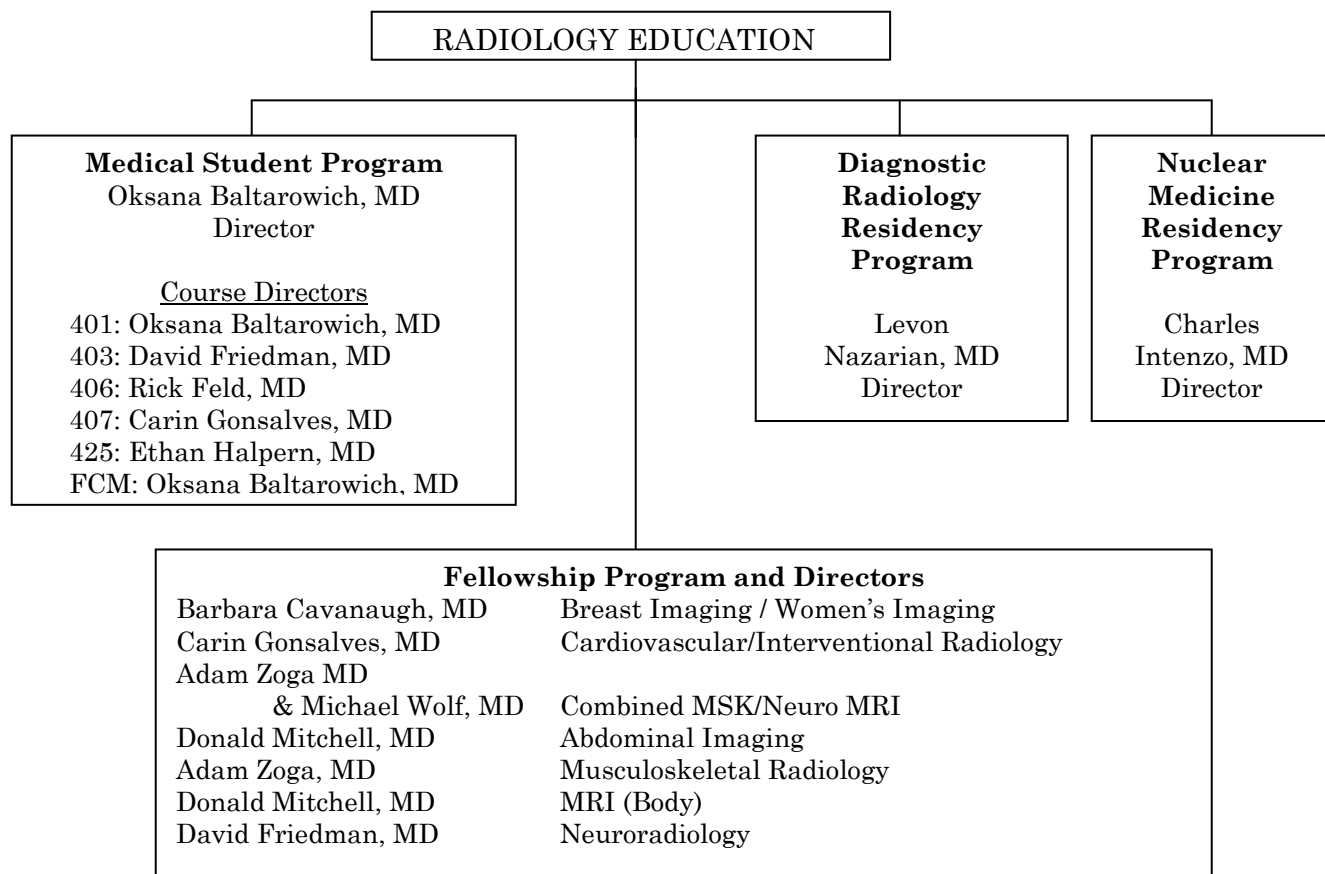 RADIOLOGY EDUCATION
Medical Student Program
Oksana Baltarowich, MD
Director
Course Directors
401: Oksana Baltarowich, MD
403: David Friedman, MD
406: Rick Feld, MD
407: Carin Gonsalves, MD
425: Ethan Halpern, MD
FCM: Oksana Baltarowich, MD
Diagnostic
Radiology
Residency
Program
Levon
Nazarian, MD
Director
Nuclear
Medicine
Residency
Program
Charles
Intenzo, MD
Director
Fellowship Program and Directors
Barbara Cavanaugh, MD Breast Imaging / Women’s Imaging
Carin Gonsalves, MD Cardiovascular/Interventional Radiology
Adam Zoga MD
& Michael Wolf, MD Combined MSK/Neuro MRI
Donald Mitchell, MD Abdominal Imaging
Adam Zoga, MD Musculoskeletal Radiology
Donald Mitchell, MD MRI (Body)
David Friedman, MD Neuroradiology